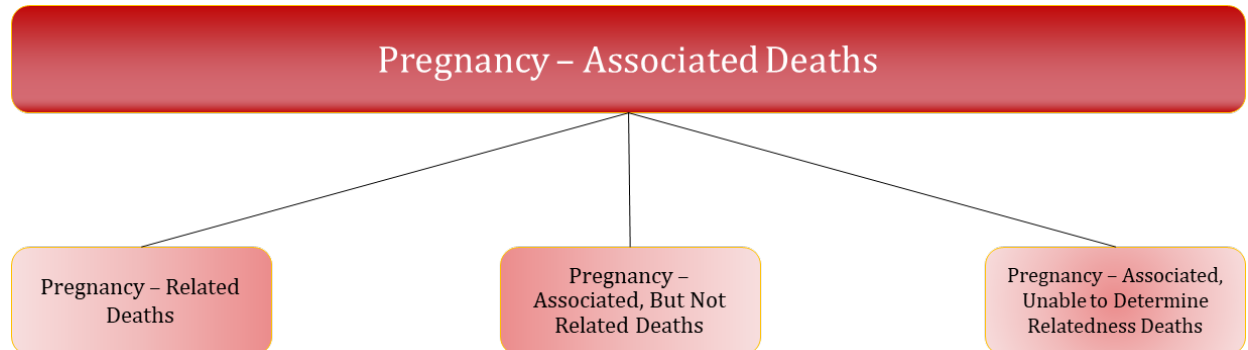 Pregnancy – Associated Deaths
Pregnancy – Related
Deaths
Pregnancy –
Associated, But Not
Related Deaths
Pregnancy – Associated,
Unable to Determine
Relatedness Deaths